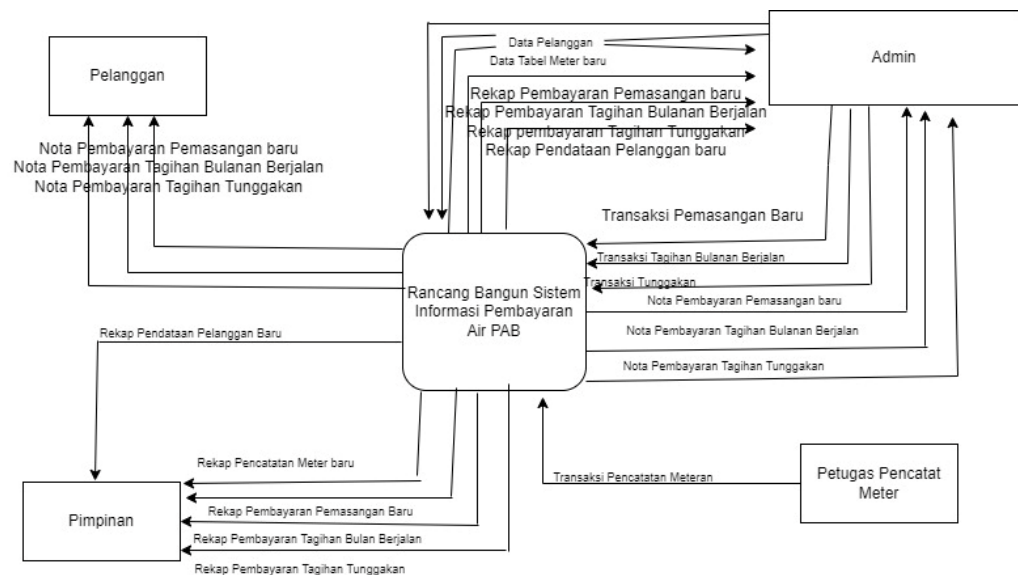 Pelanggan
Data Pelanggan
Data Tabel Meter baru
Admin
Rekap Pembayaran Pemasangan baru
Rekap Pembayaran Tagihan Bulanan Berjalan
Rekap pembayaran Tagihan Tunggakan
Rekap Pendataan Pelanggan baru
Nota Pembayaran Pemasangan baru
Nota Pembayaran Tagihan Bulanan Berjalan
Nota Pembayaran Tagihan Tunggakan
Transaksi Pemasangan Baru
Transaksi Tagihan Bulanan Berjalan
Transaksi Tunggakan
Rancang Bangun Sistem
Informasi Pembayaran
Air PAB
Nota Pembayaran Pemasangan baru
Nota Pembayaran Tagihan Bulanan Berjalan
Nota Pembayaran Tagihan Tunggakan
Rekap Pendataan Pelanggan Baru
Rekap Pencatatan Meter baru
Transaksi Pencatatan Meteran
Petugas Pencatat
Meter
Pimpinan
Rekap Pembayaran Pemasangan Baru
Rekap Pembayaran Tagihan Bulan Berjalan
Rekap Pembayaran Tagihan Tunggakan